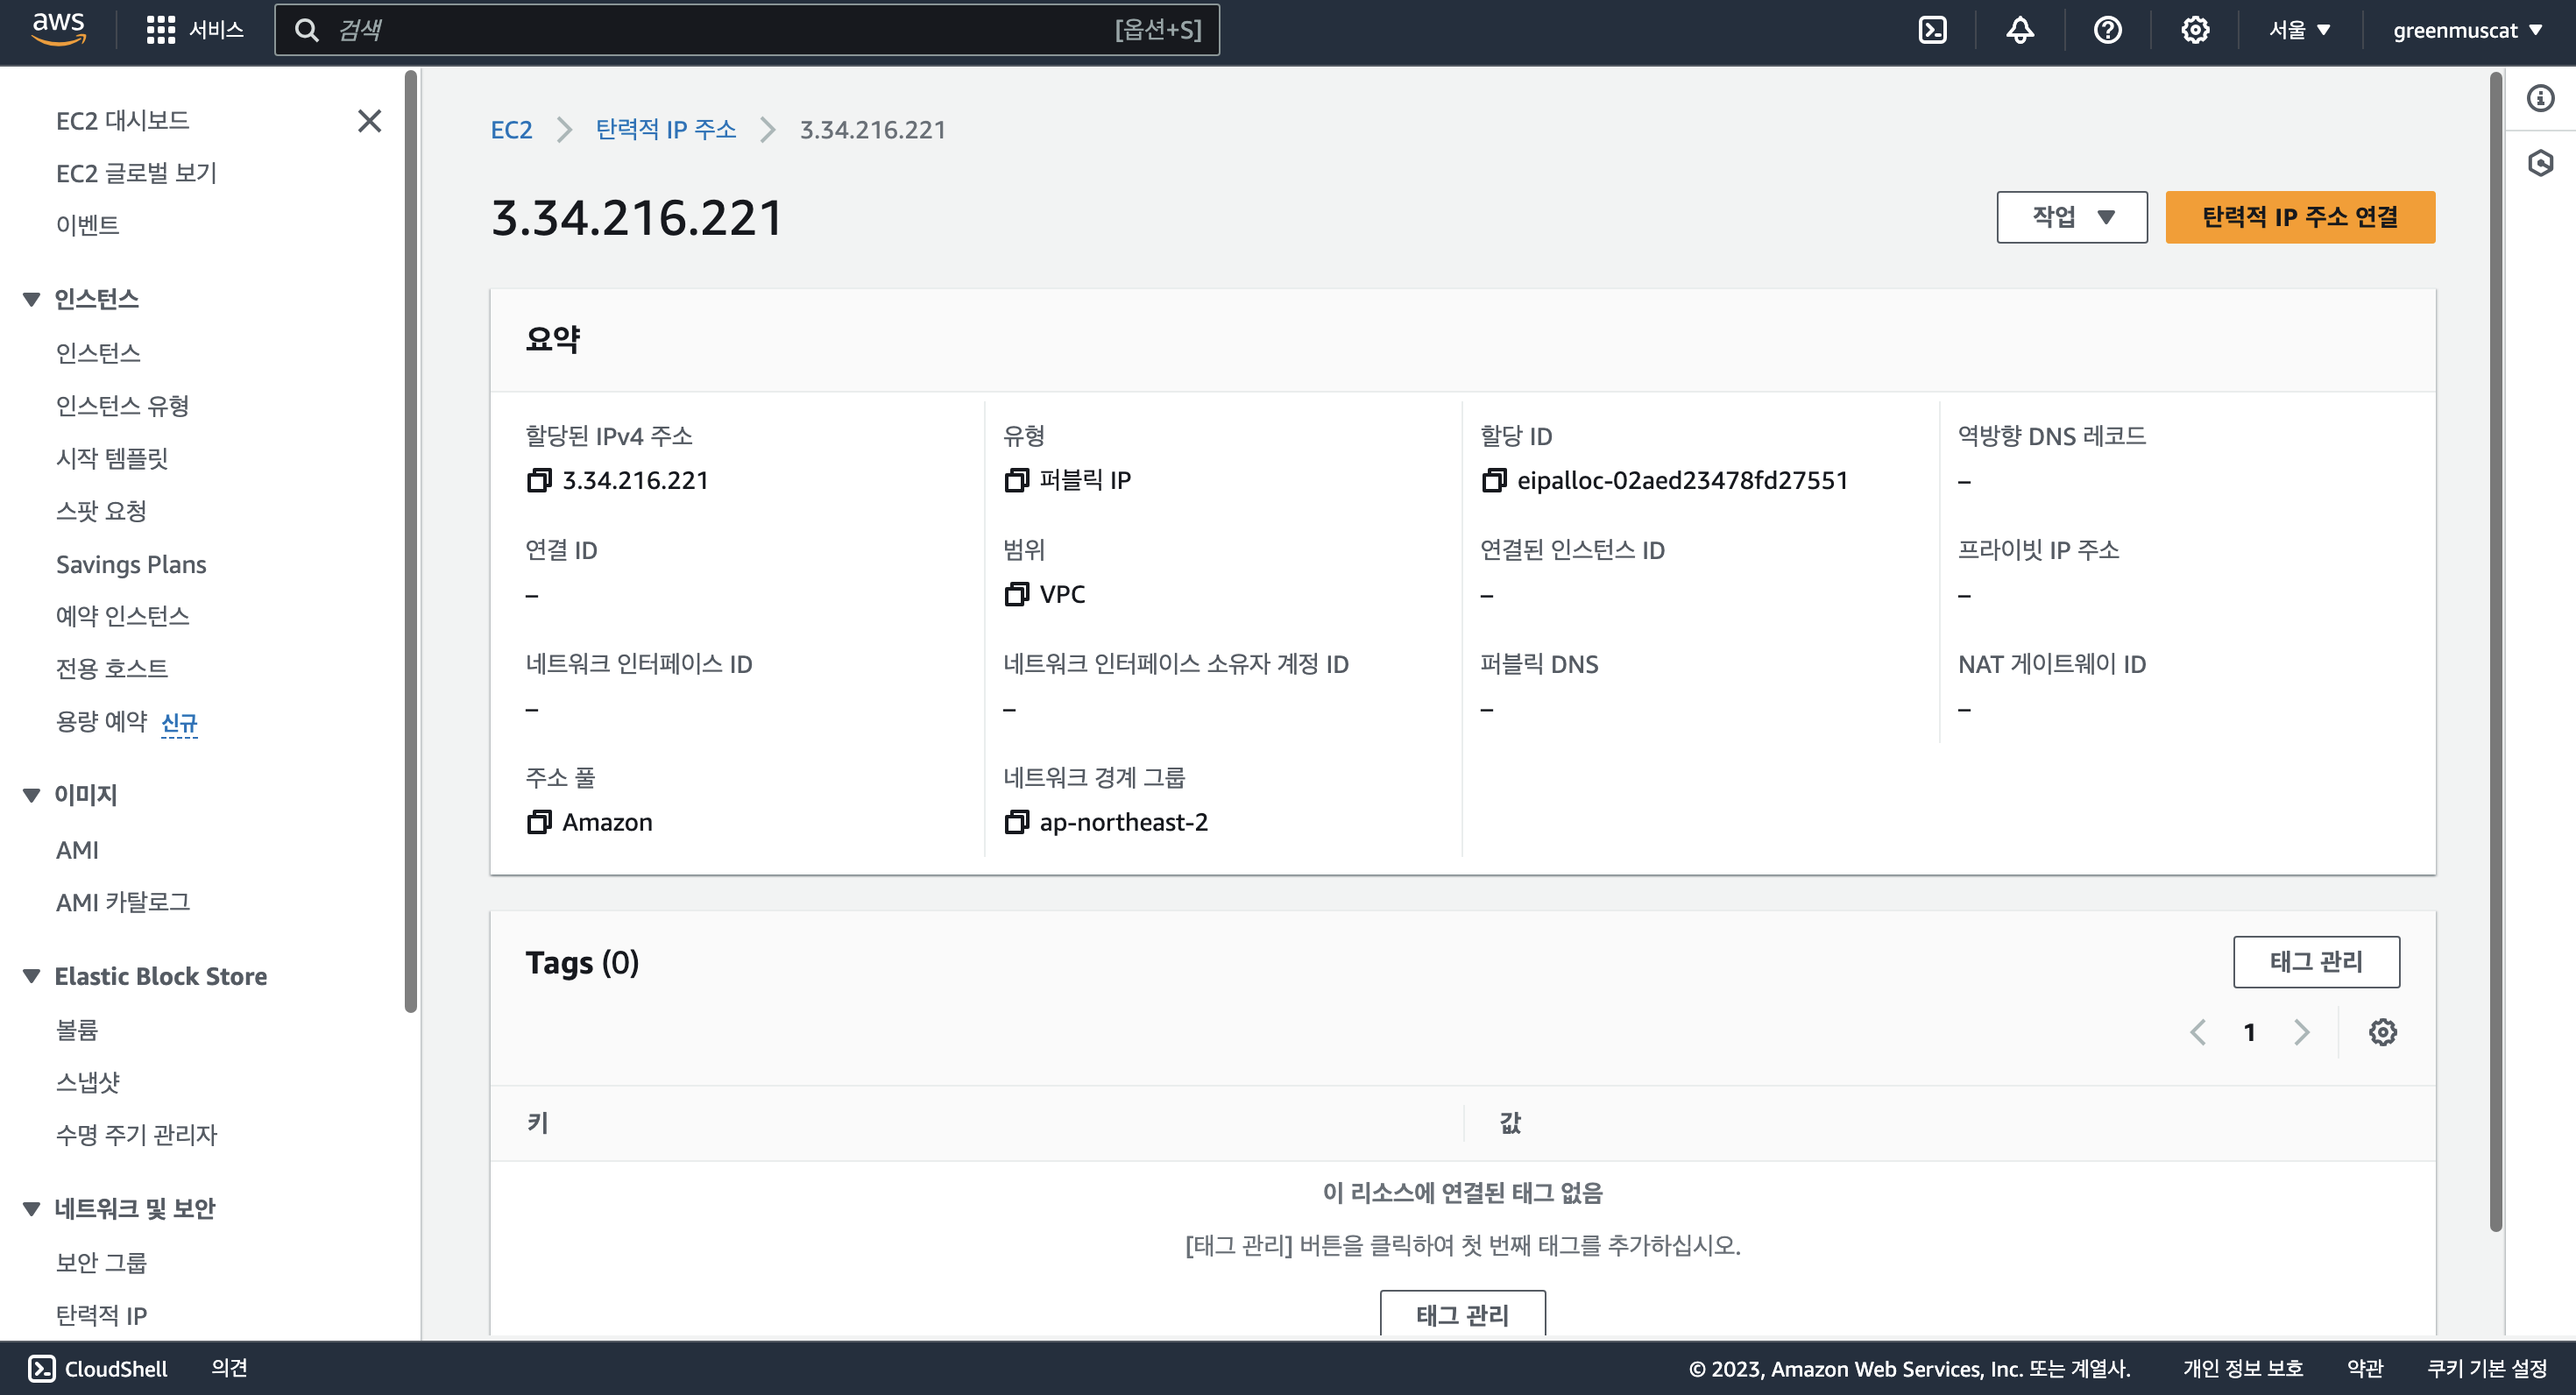 aws
서비스
검색
[옵션+S]
서울
greenmuscat
EC2 대시보드
EC2 글로벌 보기
이벤트
인스턴스
인스턴스
인스턴스 유형
시작 템플릿
스팟 요청
Savings Plans
예약 인스턴스
전용 호스트
용량 예약 신규
이미지
AMI
AMI 카탈로그
Elastic Block Store
볼륨
스냅샷
수명 주기 관리자
네트워크 및 보안
보안 그룹
탄력적 IP
EC2 탄력적 IP 주소 3.34.216.221
3.34.216.221
작업
탄력적 IP 주소 연결
요약
할당된 IPv4 주소
3.34.216.221
유형
퍼블릭 IP
할당 ID
eipalloc-02aed23478fd27551
역방향 DNS 레코드
–
연결 ID
–
범위
VPC
연결된 인스턴스 ID
–
프라이빗 IP 주소
–
네트워크 인터페이스 ID
–
네트워크 인터페이스 소유자 계정 ID
–
퍼블릭 DNS
–
NAT 게이트웨이 ID
–
주소 풀
Amazon
네트워크 경계 그룹
ap-northeast-2
Tags (0)
태그 관리
1
키
값
이 리소스에 연결된 태그 없음
[태그 관리] 버튼을 클릭하여 첫 번째 태그를 추가하십시오.
태그 관리
CloudShell
의견
© 2023, Amazon Web Services, Inc. 또는 계열사.
개인 정보 보호
약관
쿠키 기본 설정